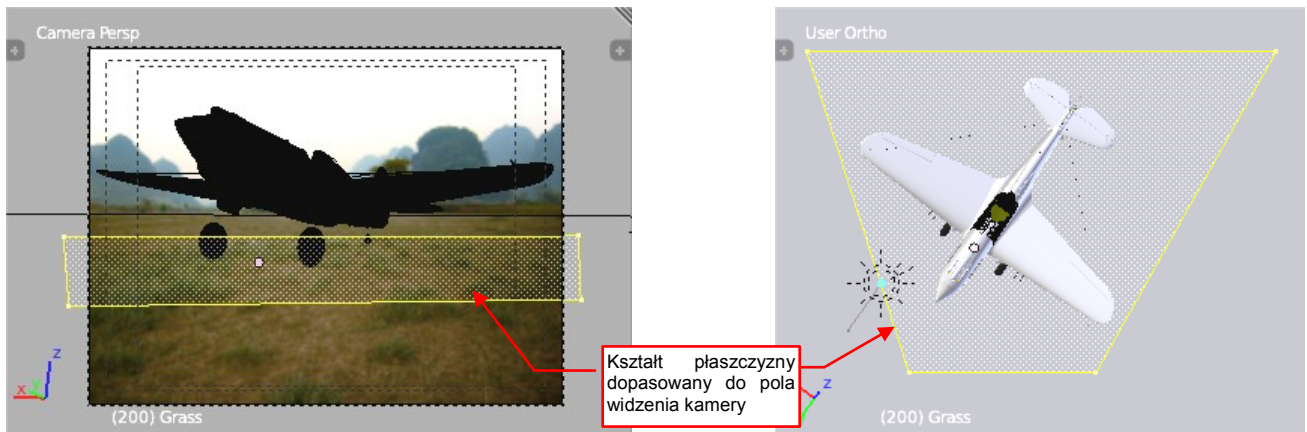 Camera Persp
User Ortho
Kształt płaszczyzny
dopasowany do pola
widzenia kamery
z
x
y
z
(200) Grass
(200) Grass